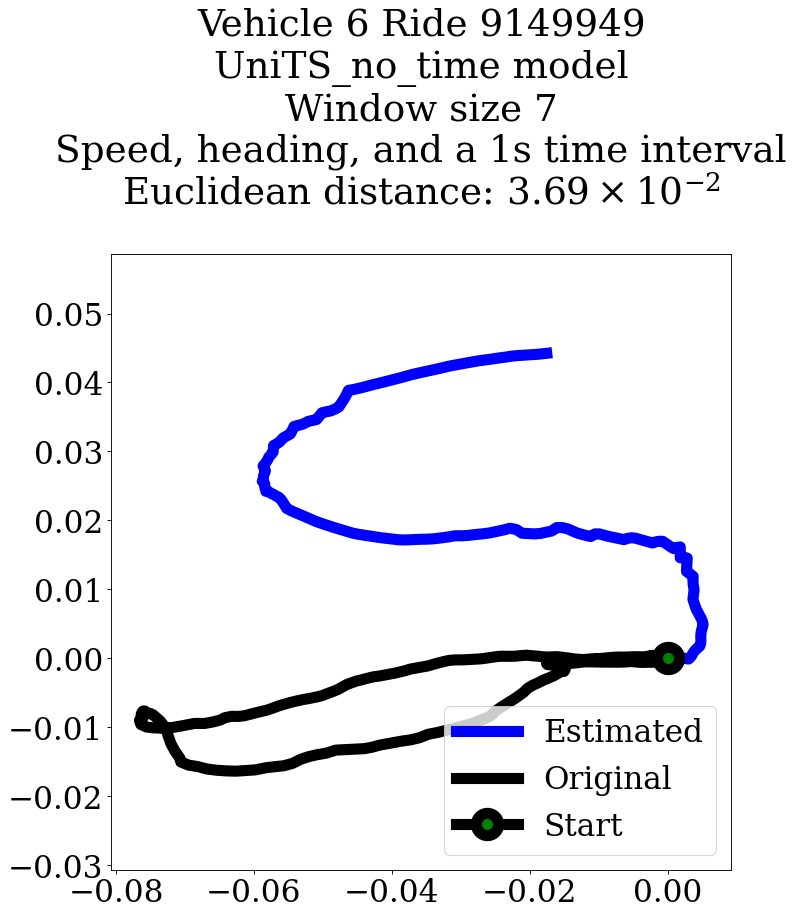 Vehicle 6 Ride 9149949
UniTS_no_time model
Window size 7
Speed, heading, and a 1s time interval
Euclidean distance: 3.69 × 10⁻²
0.05
0.04
0.03
0.02
0.01
0.00
−0.01
−0.02
−0.03
Estimated
Original
Start
−0.08
−0.06
−0.04
−0.02
0.00